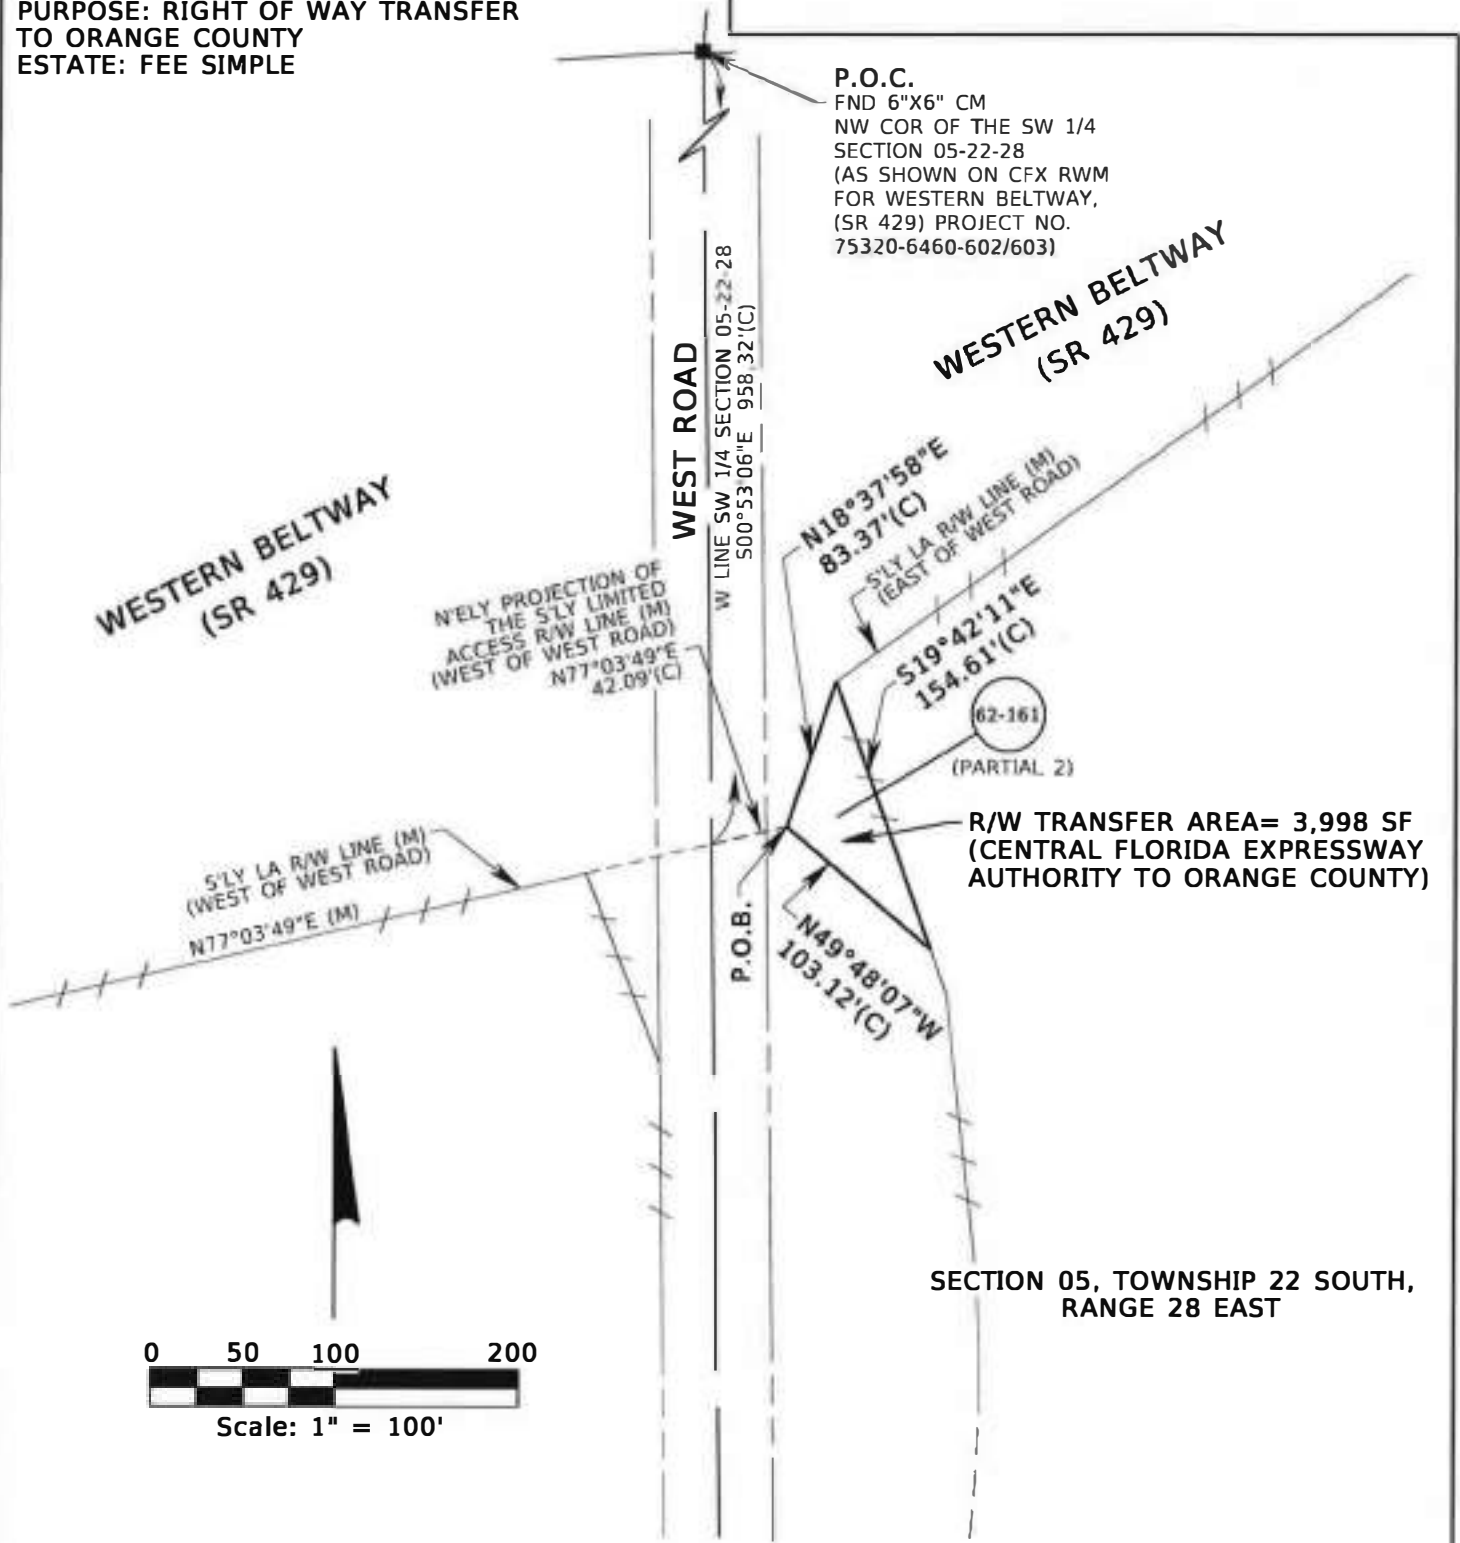 PURPOSE: RIGHT OF WAY TRANSFER
TO ORANGE COUNTY
ESTATE: FEE SIMPLE
P.O.C.
FND 6"X6" CM
NW COR OF THE SW 1/4
SECTION 05-22-28
(AS SHOWN ON CFX RWM
FOR WESTERN BELTWAY,
(SR 429) PROJECT NO.
75320-6460-602/603)
WESTERN BELTWAY
(SR 429)
WEST ROAD
W LINE SW 1/4 SECTION 05-22-28
S00°53'06"E 958.32'(C)
WESTERN BELTWAY
(SR 429)
N'ELY PROJECTION OF
THE S'LY LIMITED
ACCESS R/W LINE (M)
(WEST OF WEST ROAD)
N77°03'49"E
42.09'(C)
N18°37'58"E
83.37'(C)
S'LY LA R/W LINE (M)
(EAST OF WEST ROAD)
S19°42'11"E
154.61'(C)
62-161
(PARTIAL 2)
R/W TRANSFER AREA= 3,998 SF
(CENTRAL FLORIDA EXPRESSWAY
AUTHORITY TO ORANGE COUNTY)
S'LY LA R/W LINE (M)
(WEST OF WEST ROAD)
N77°03'49"E (M)
P.O.B.
N49°48'07"W
103.12'(C)
SECTION 05, TOWNSHIP 22 SOUTH,
RANGE 28 EAST
0 50 100 200
Scale: 1" = 100'